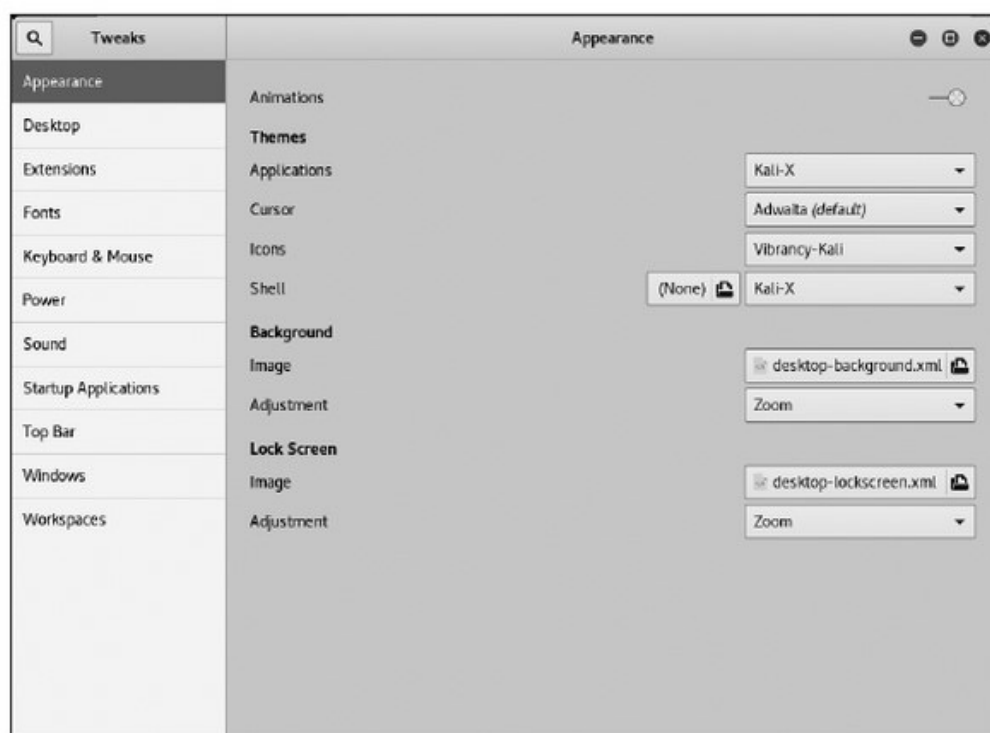 Tweaks
Appearance
Appearance
Desktop
Extensions
Fonts
Keyboard & Mouse
Power
Sound
Startup Applications
Top Bar
Windows
Workspaces
Animations
Themes
Applications Kali-X
Cursor Adwaita (default)
Icons Vibrancy-Kali
Shell (None) Kali-X
Background
Image desktop-background.xml
Adjustment Zoom
Lock Screen
Image desktop-lockscreen.xml
Adjustment Zoom